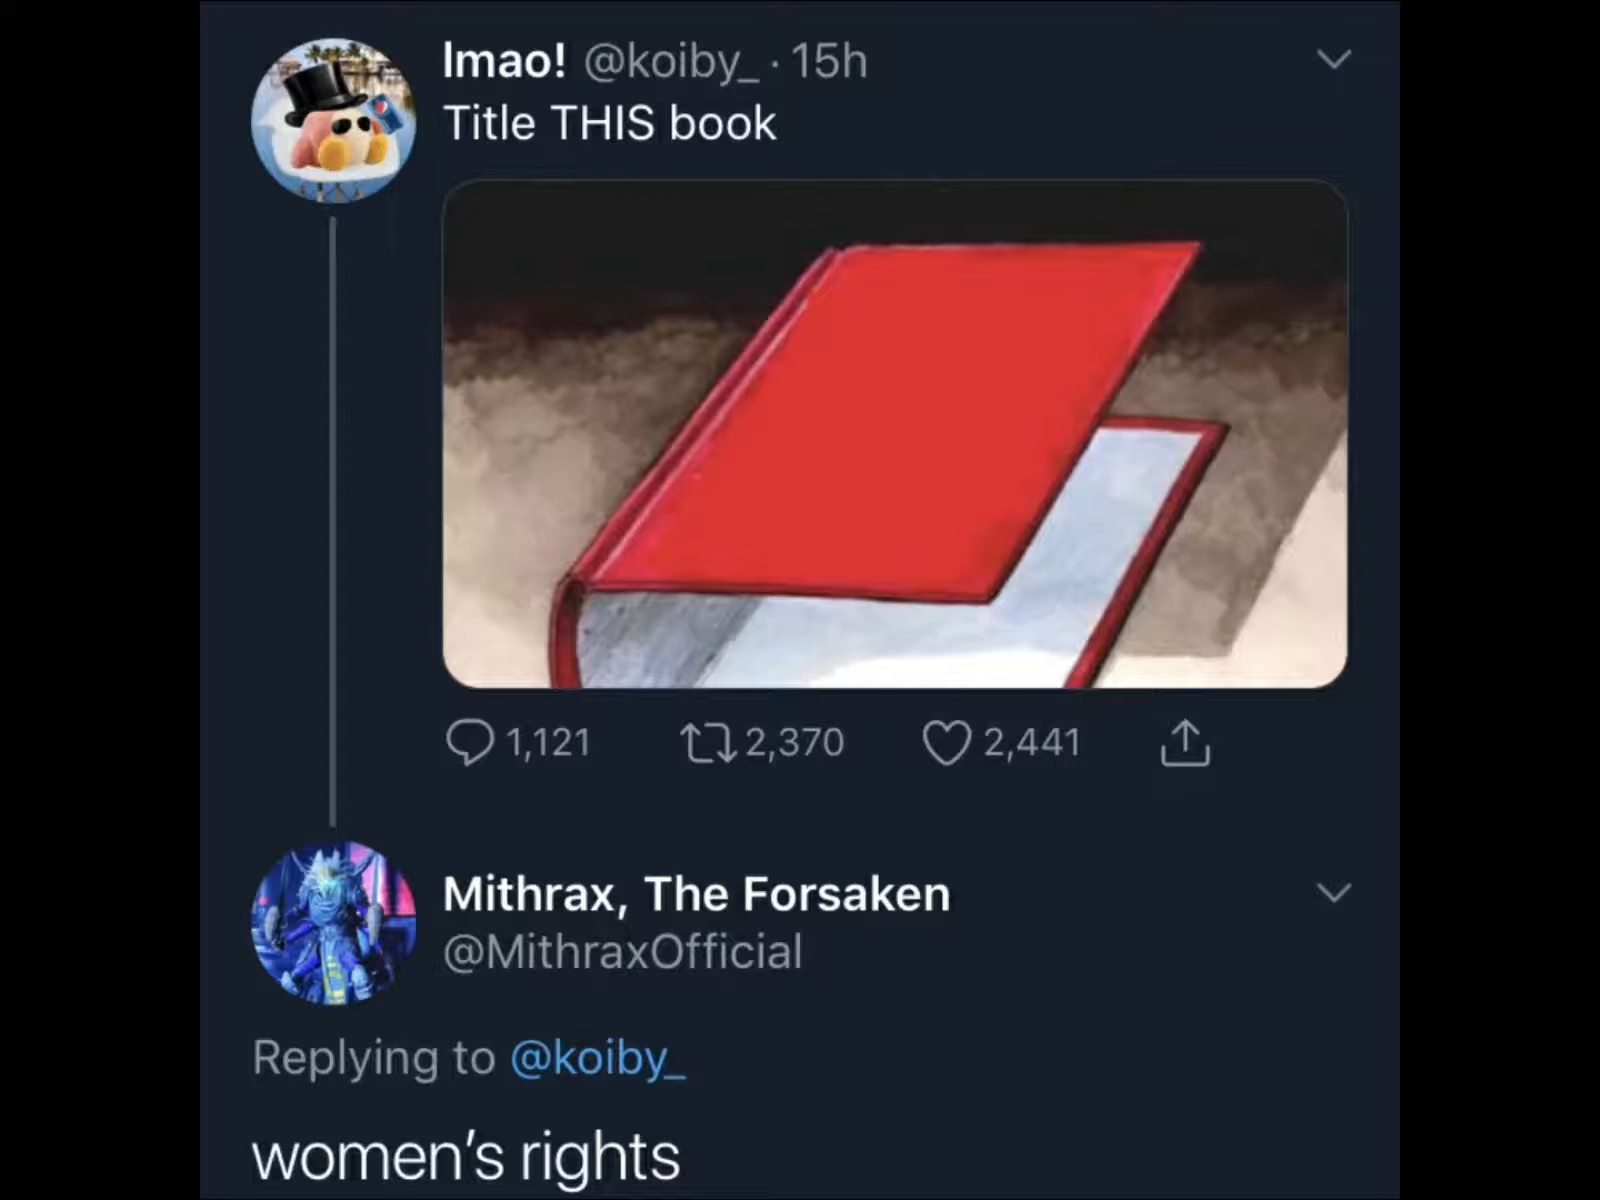 lmao! @koiby_ · 15h
Title THIS book
1,121 2,370 2,441
Mithrax, The Forsaken
@MithraxOfficial
Replying to @koiby_
women's rights